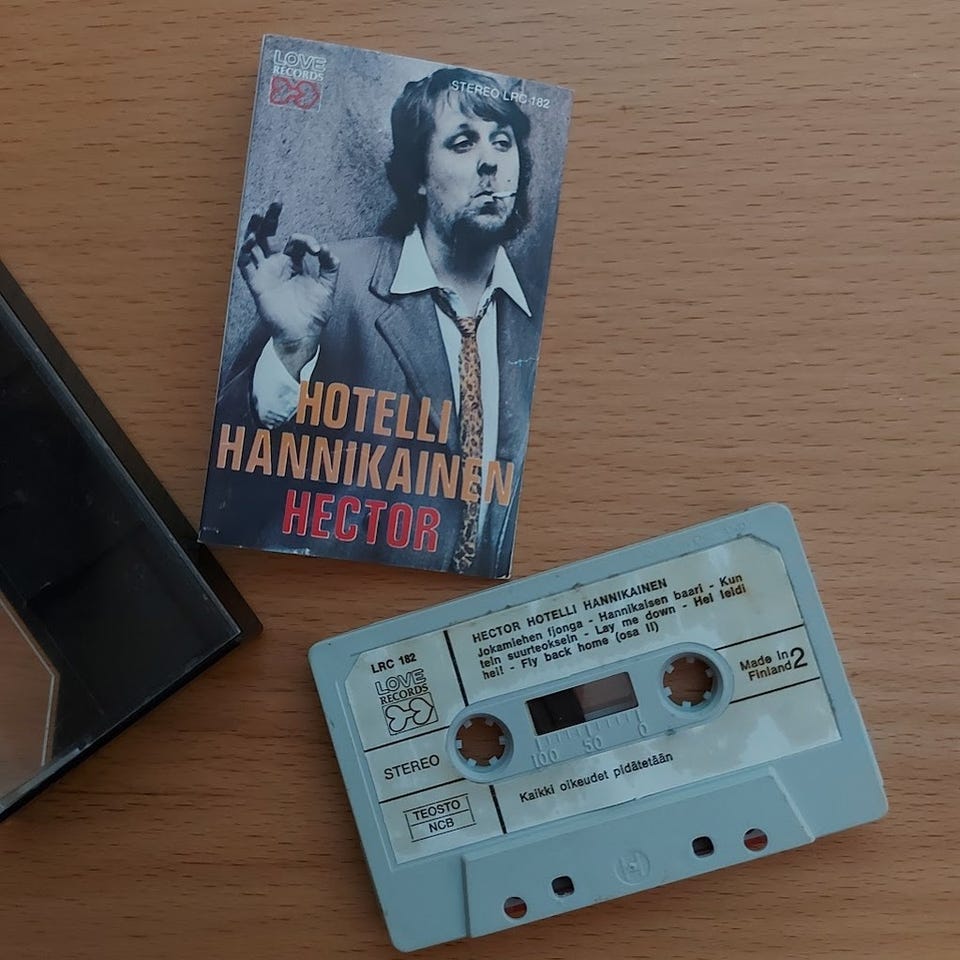 LOVE
RECORDS
STEREO LRC 182
HOTELLI
HANNIKAINEN
HECTOR
HECTOR HOTELLI HANNIKAINEN
Jokamiehen fjonga - Hannikaisen baari - Kun
tein suurteoksein - Lay me down - Hei leidi
hei! - Fly back home (osa II)
LRC 182
LOVE
RECORDS
STEREO
TEOSTO
NCB
Made in
Finland 2
100 50 0
Kaikki oikeudet pidätetään